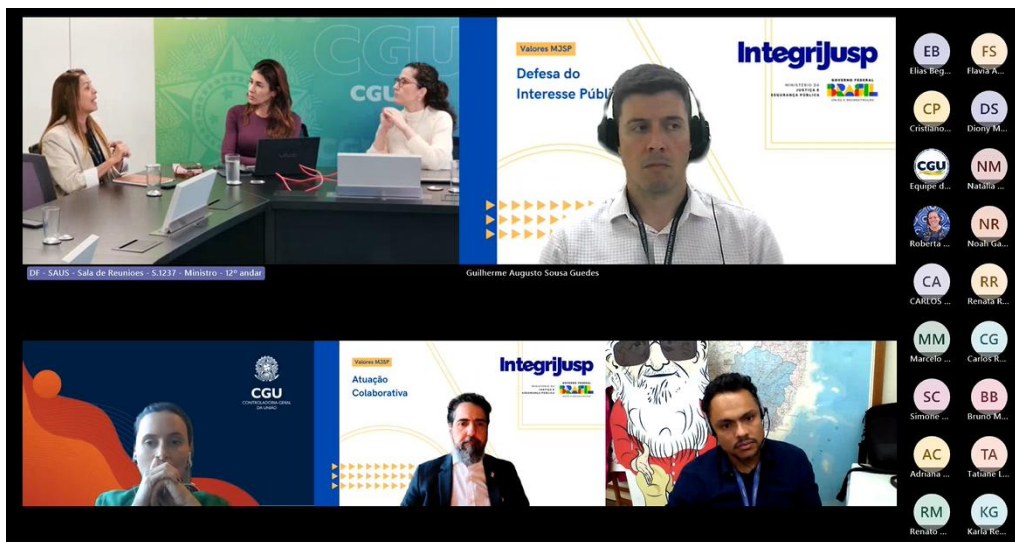 CGU
CGU
Valores MJSP
Defesa do
Interesse Públi
IntegriJusp
MINISTÉRIO DA
JUSTIÇA E
SEGURANÇA PÚBLICA
GOVERNO FEDERAL
BRASIL
UNIÃO E RECONSTRUÇÃO
DF - SAUS - Sala de Reunioes - S.1237 - Ministro - 12º andar
Guilherme Augusto Sousa Guedes
CGU
CONTROLADORIA-GERAL
DA UNIÃO
Valores MJSP
Atuação
Colaborativa
IntegriJusp
BRASIL
EB
Elias Beg...
FS
Flavia A...
CP
Cristiano...
DS
Diony M...
CGU
Equipe d...
NM
Natália ...
Roberta ...
NR
Noah Ga...
CA
CARLOS ...
RR
Renata R...
MM
Marcelo ...
CG
Carlos R...
SC
Simone ...
BB
Bruno M...
AC
Adriana ...
TA
Tatiane L...
RM
Renato ...
KG
Karla Re...